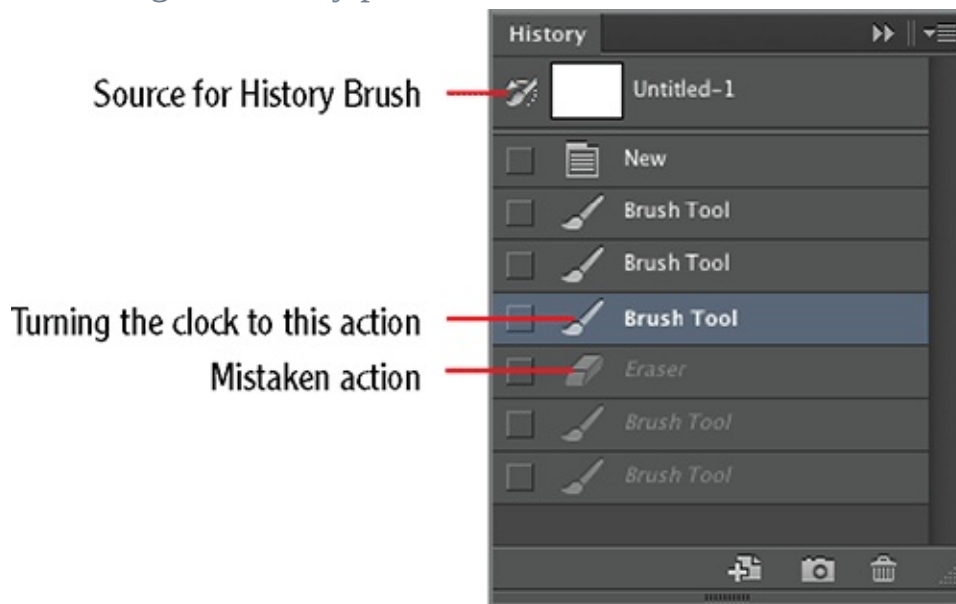 History
Source for History Brush
Untitled-1
New
Brush Tool
Brush Tool
Turning the clock to this action
Brush Tool
Mistaken action
Eraser
Brush Tool
Brush Tool